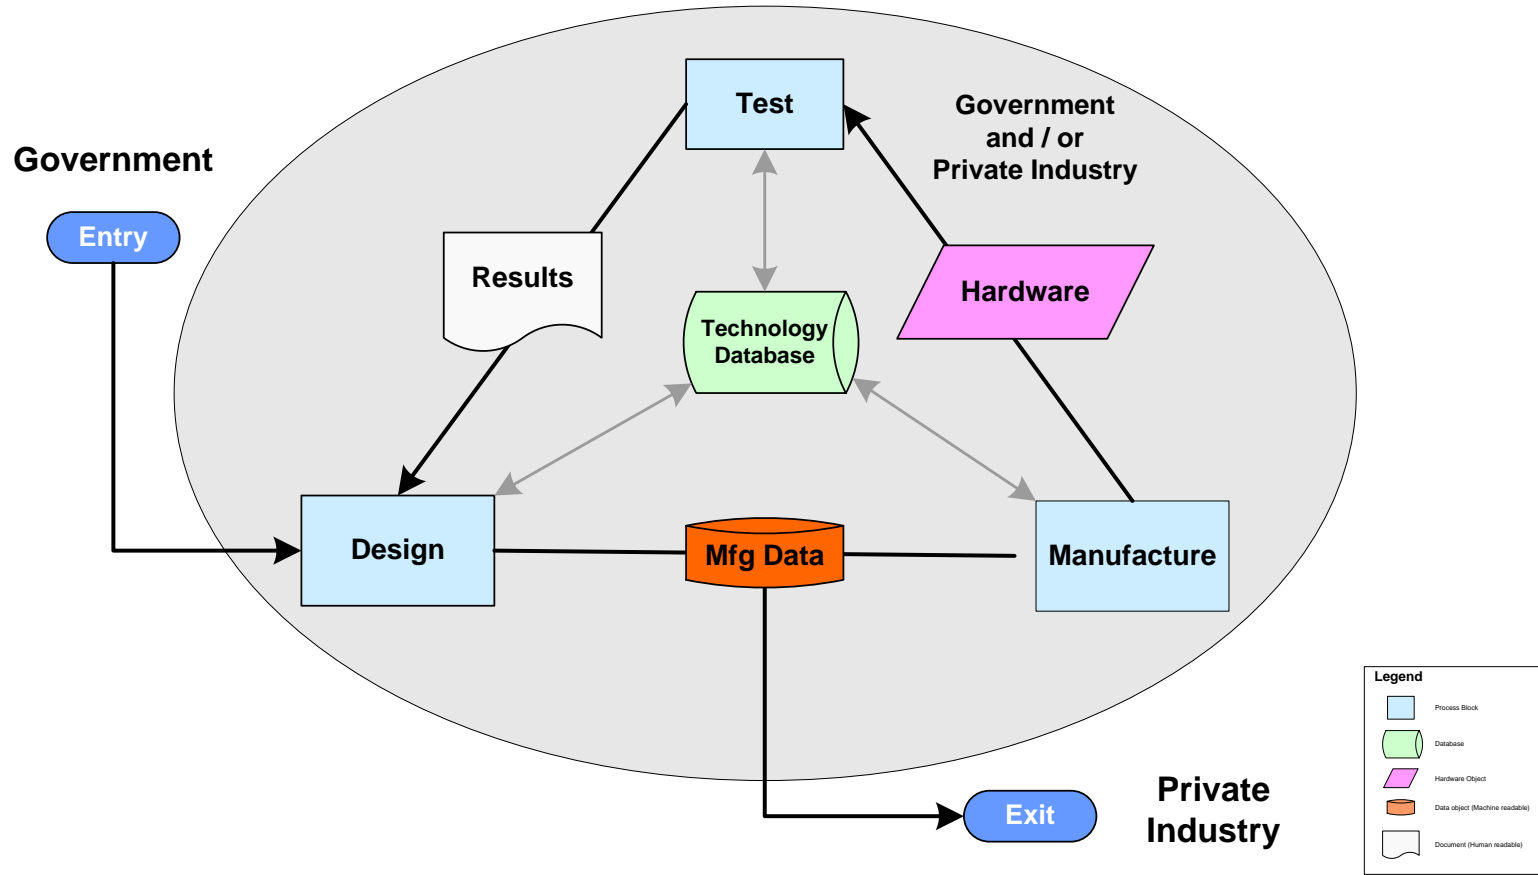 Test
Government
and / or
Private Industry
Government
Entry
Results
Hardware
Technology
Database
Design
Mfg Data
Manufacture
Exit
Private
Industry
Legend
Process Block
Database
Hardware Object
Data object (Machine readable)
Document (Human readable)